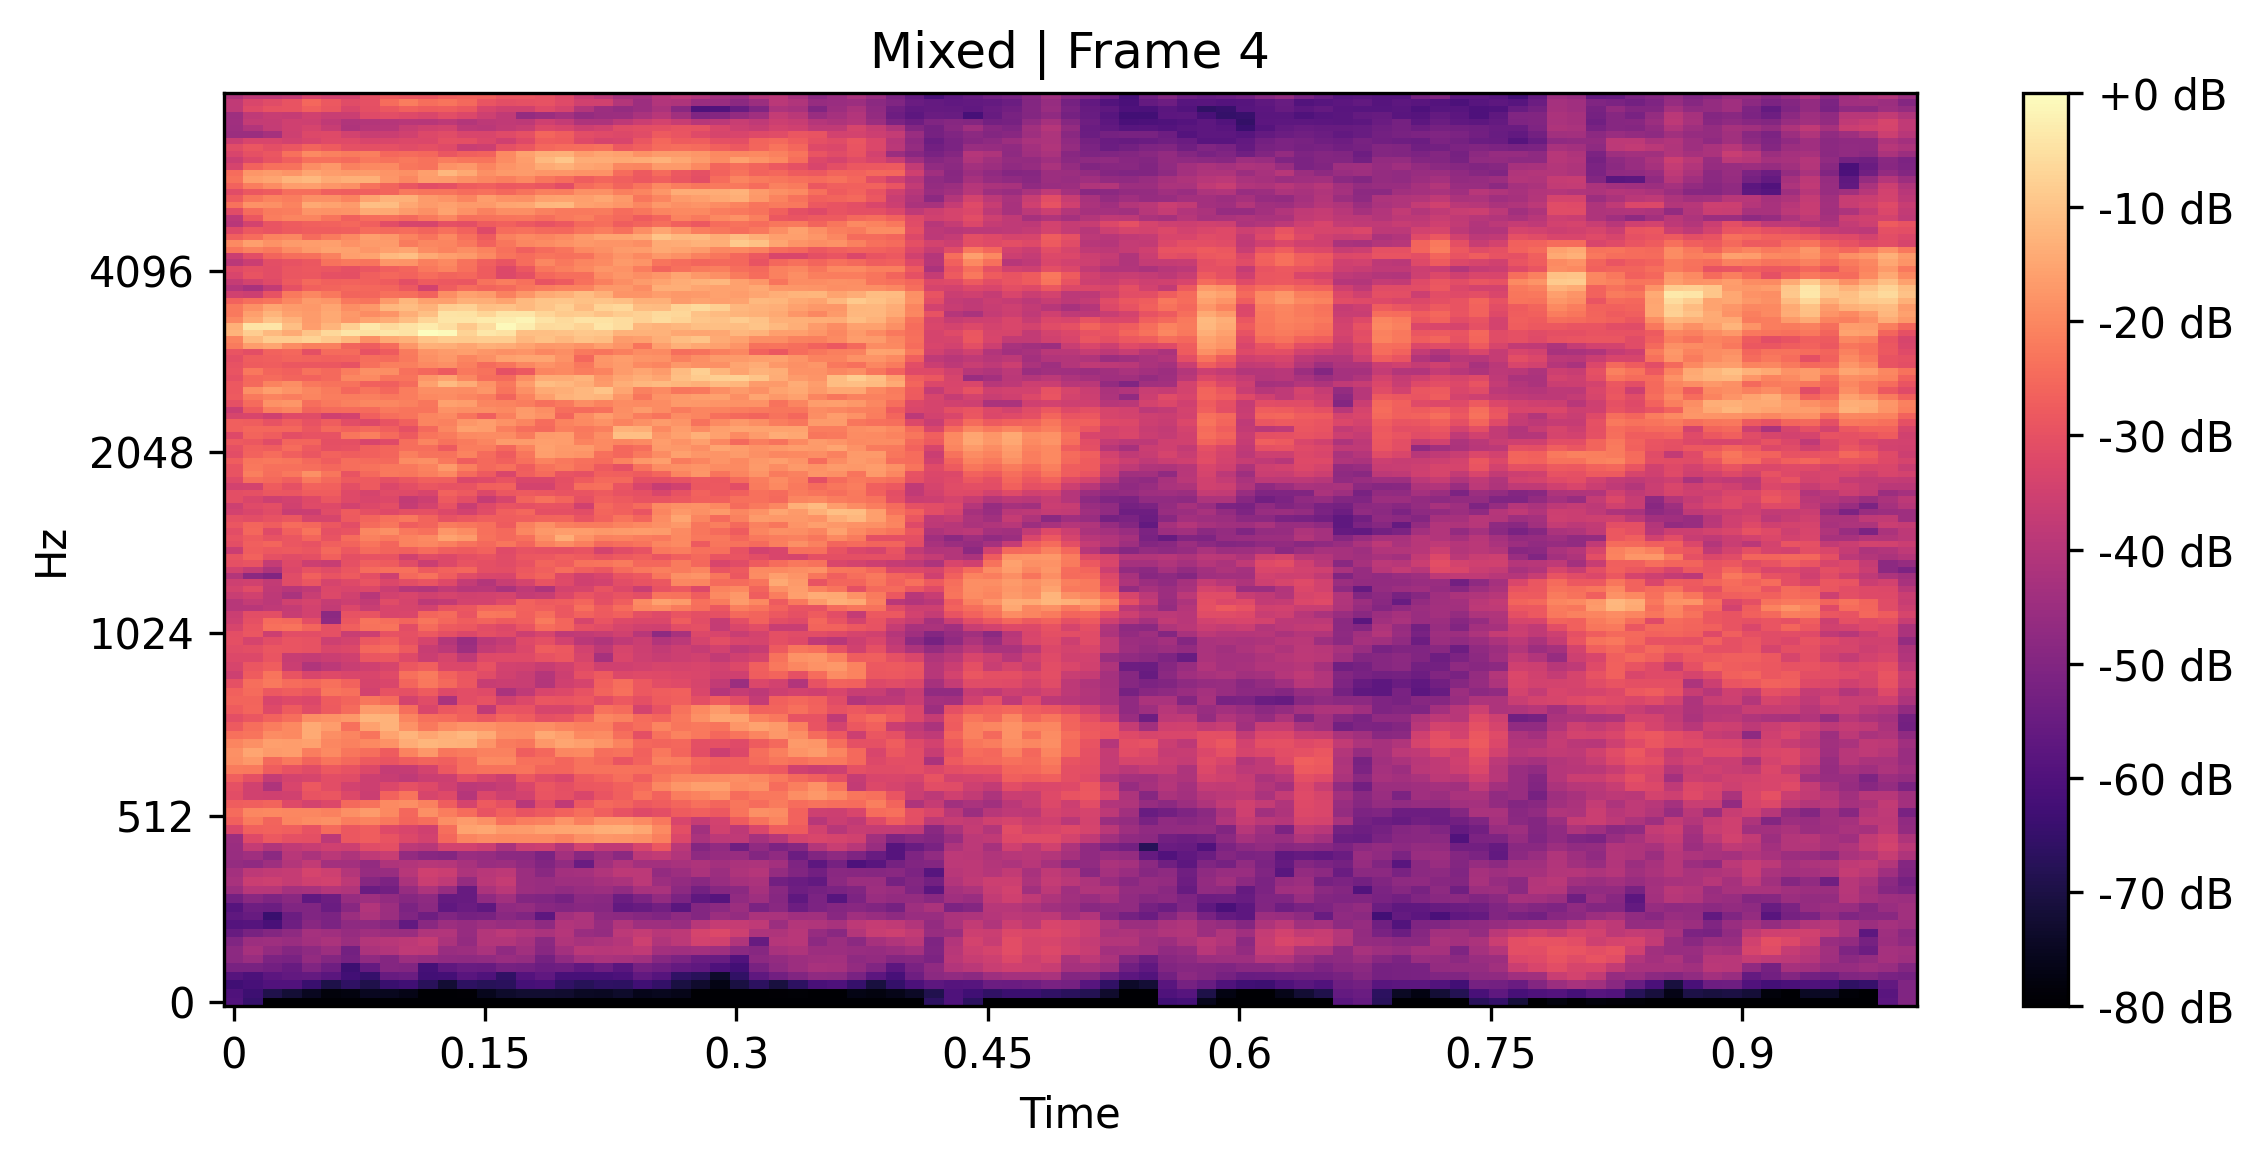 Mixed | Frame 4
+0 dB
-10 dB
-20 dB
-30 dB
-40 dB
-50 dB
-60 dB
-70 dB
-80 dB
4096
2048
1024
512
0
Hz
0 0.15 0.3 0.45 0.6 0.75 0.9
Time